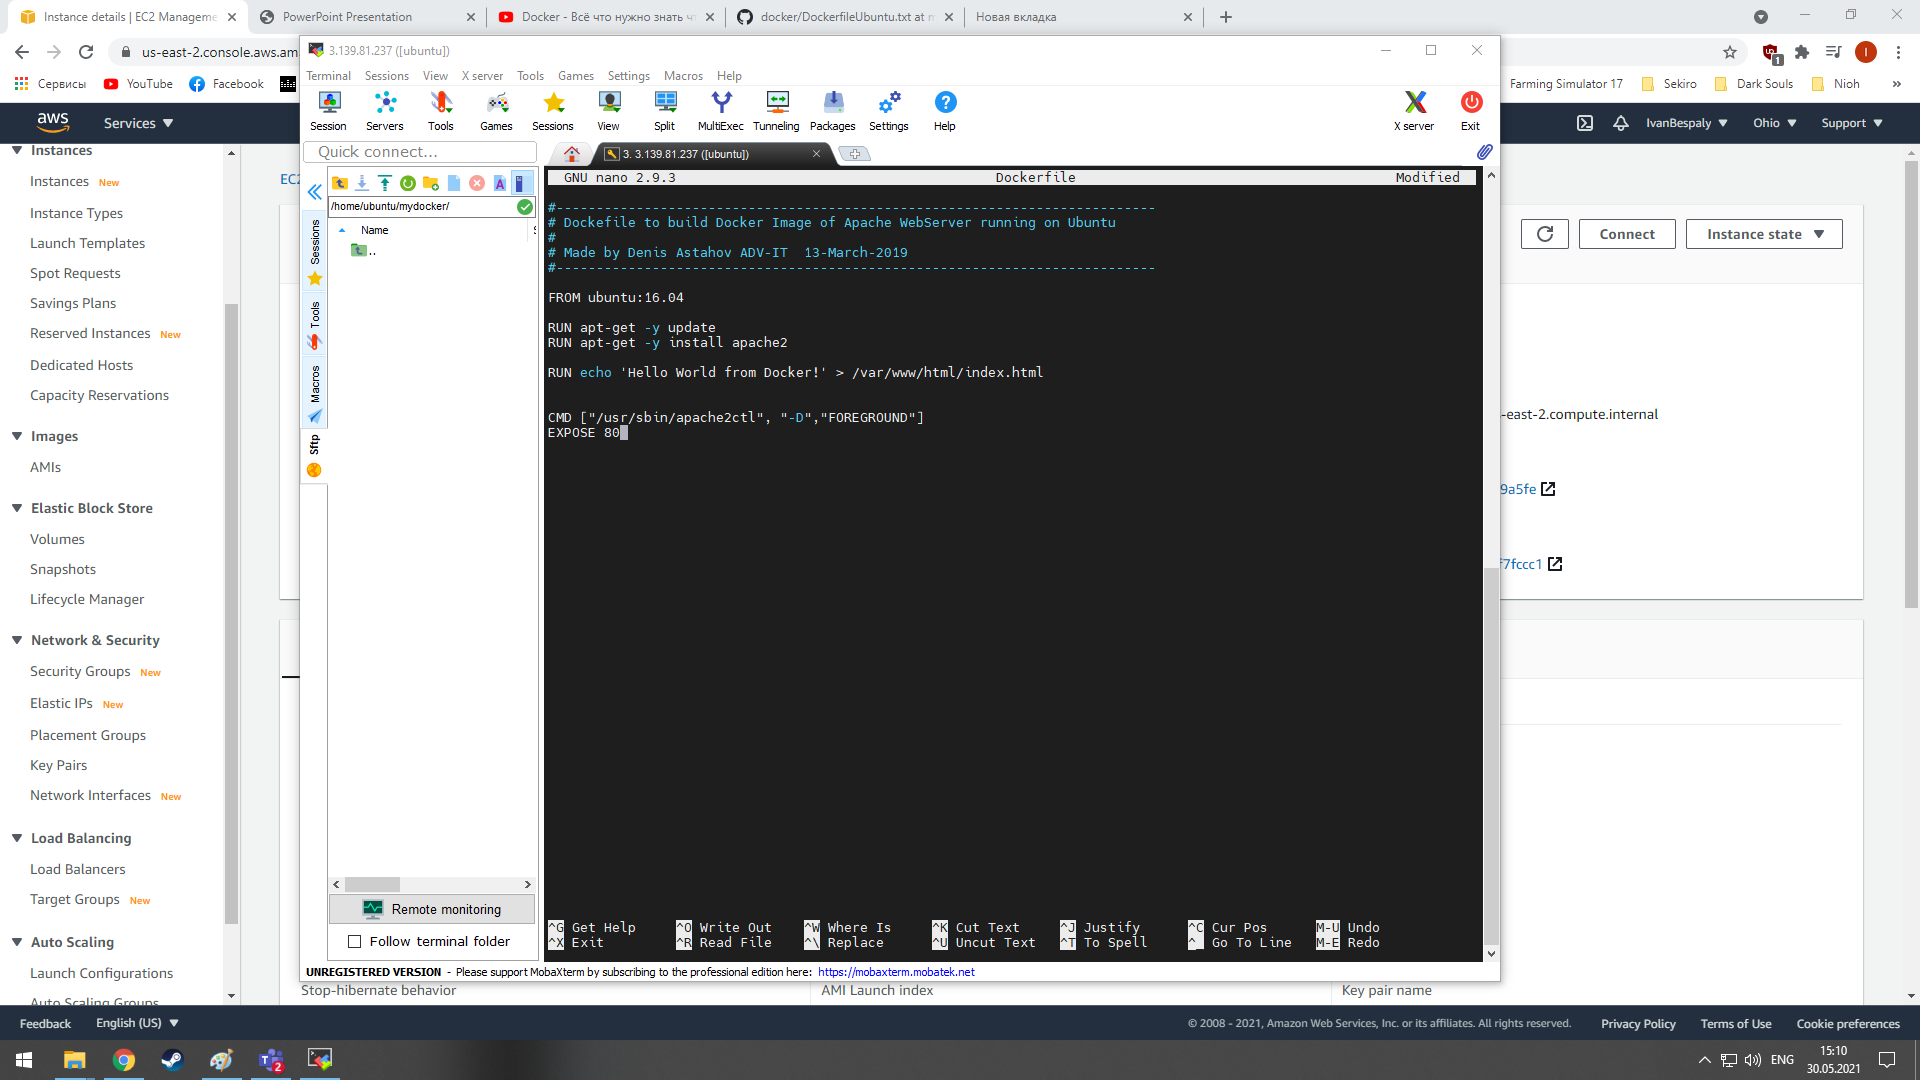 Instance details | EC2 Manageme
PowerPoint Presentation
Docker - Всё что нужно знать ч
docker/DockerfileUbuntu.txt at m
Новая вкладка
us-east-2.console.aws.am
Сервисы
YouTube
Facebook
Farming Simulator 17
Sekiro
Dark Souls
Nioh
»
aws
Services
IvanBespaly
Ohio
Support
3.139.81.237 ([ubuntu])
Terminal Sessions View X server Tools Games Settings Macros Help
Session Servers Tools Games Sessions View Split MultiExec Tunneling Packages Settings Help
X server Exit
Quick connect...
3. 3.139.81.237 ([ubuntu])
/home/ubuntu/mydocker/
Name
..
Sessions
Tools
Macros
Sftp
GNU nano 2.9.3 Dockerfile Modified
#---------------------------------------------------------------------------
# Dockefile to build Docker Image of Apache WebServer running on Ubuntu
#
# Made by Denis Astahov ADV-IT  13-March-2019
#---------------------------------------------------------------------------
FROM ubuntu:16.04
RUN apt-get -y update
RUN apt-get -y install apache2
RUN echo 'Hello World from Docker!' > /var/www/html/index.html
CMD ["/usr/sbin/apache2ctl", "-D","FOREGROUND"]
EXPOSE 80
^G Get Help ^O Write Out ^W Where Is ^K Cut Text ^J Justify ^C Cur Pos M-U Undo
^X Exit ^R Read File ^\ Replace ^U Uncut Text ^T To Spell ^_ Go To Line M-E Redo
Remote monitoring
Follow terminal folder
UNREGISTERED VERSION - Please support MobaXterm by subscribing to the professional edition here: https://mobaxterm.mobatek.net
Instances
Instances New
Instance Types
Launch Templates
Spot Requests
Savings Plans
Reserved Instances New
Dedicated Hosts
Capacity Reservations
Images
AMIs
Elastic Block Store
Volumes
Snapshots
Lifecycle Manager
Network & Security
Security Groups New
Elastic IPs New
Placement Groups
Key Pairs
Network Interfaces New
Load Balancing
Load Balancers
Target Groups New
Auto Scaling
Launch Configurations
Auto Scaling Groups
EC2
Connect
Instance state
-east-2.compute.internal
9a5fe
f7fccc1
Stop-hibernate behavior
AMI Launch index
Key pair name
Feedback
English (US)
© 2008 - 2021, Amazon Web Services, Inc. or its affiliates. All rights reserved.
Privacy Policy
Terms of Use
Cookie preferences
ENG
15:10
30.05.2021